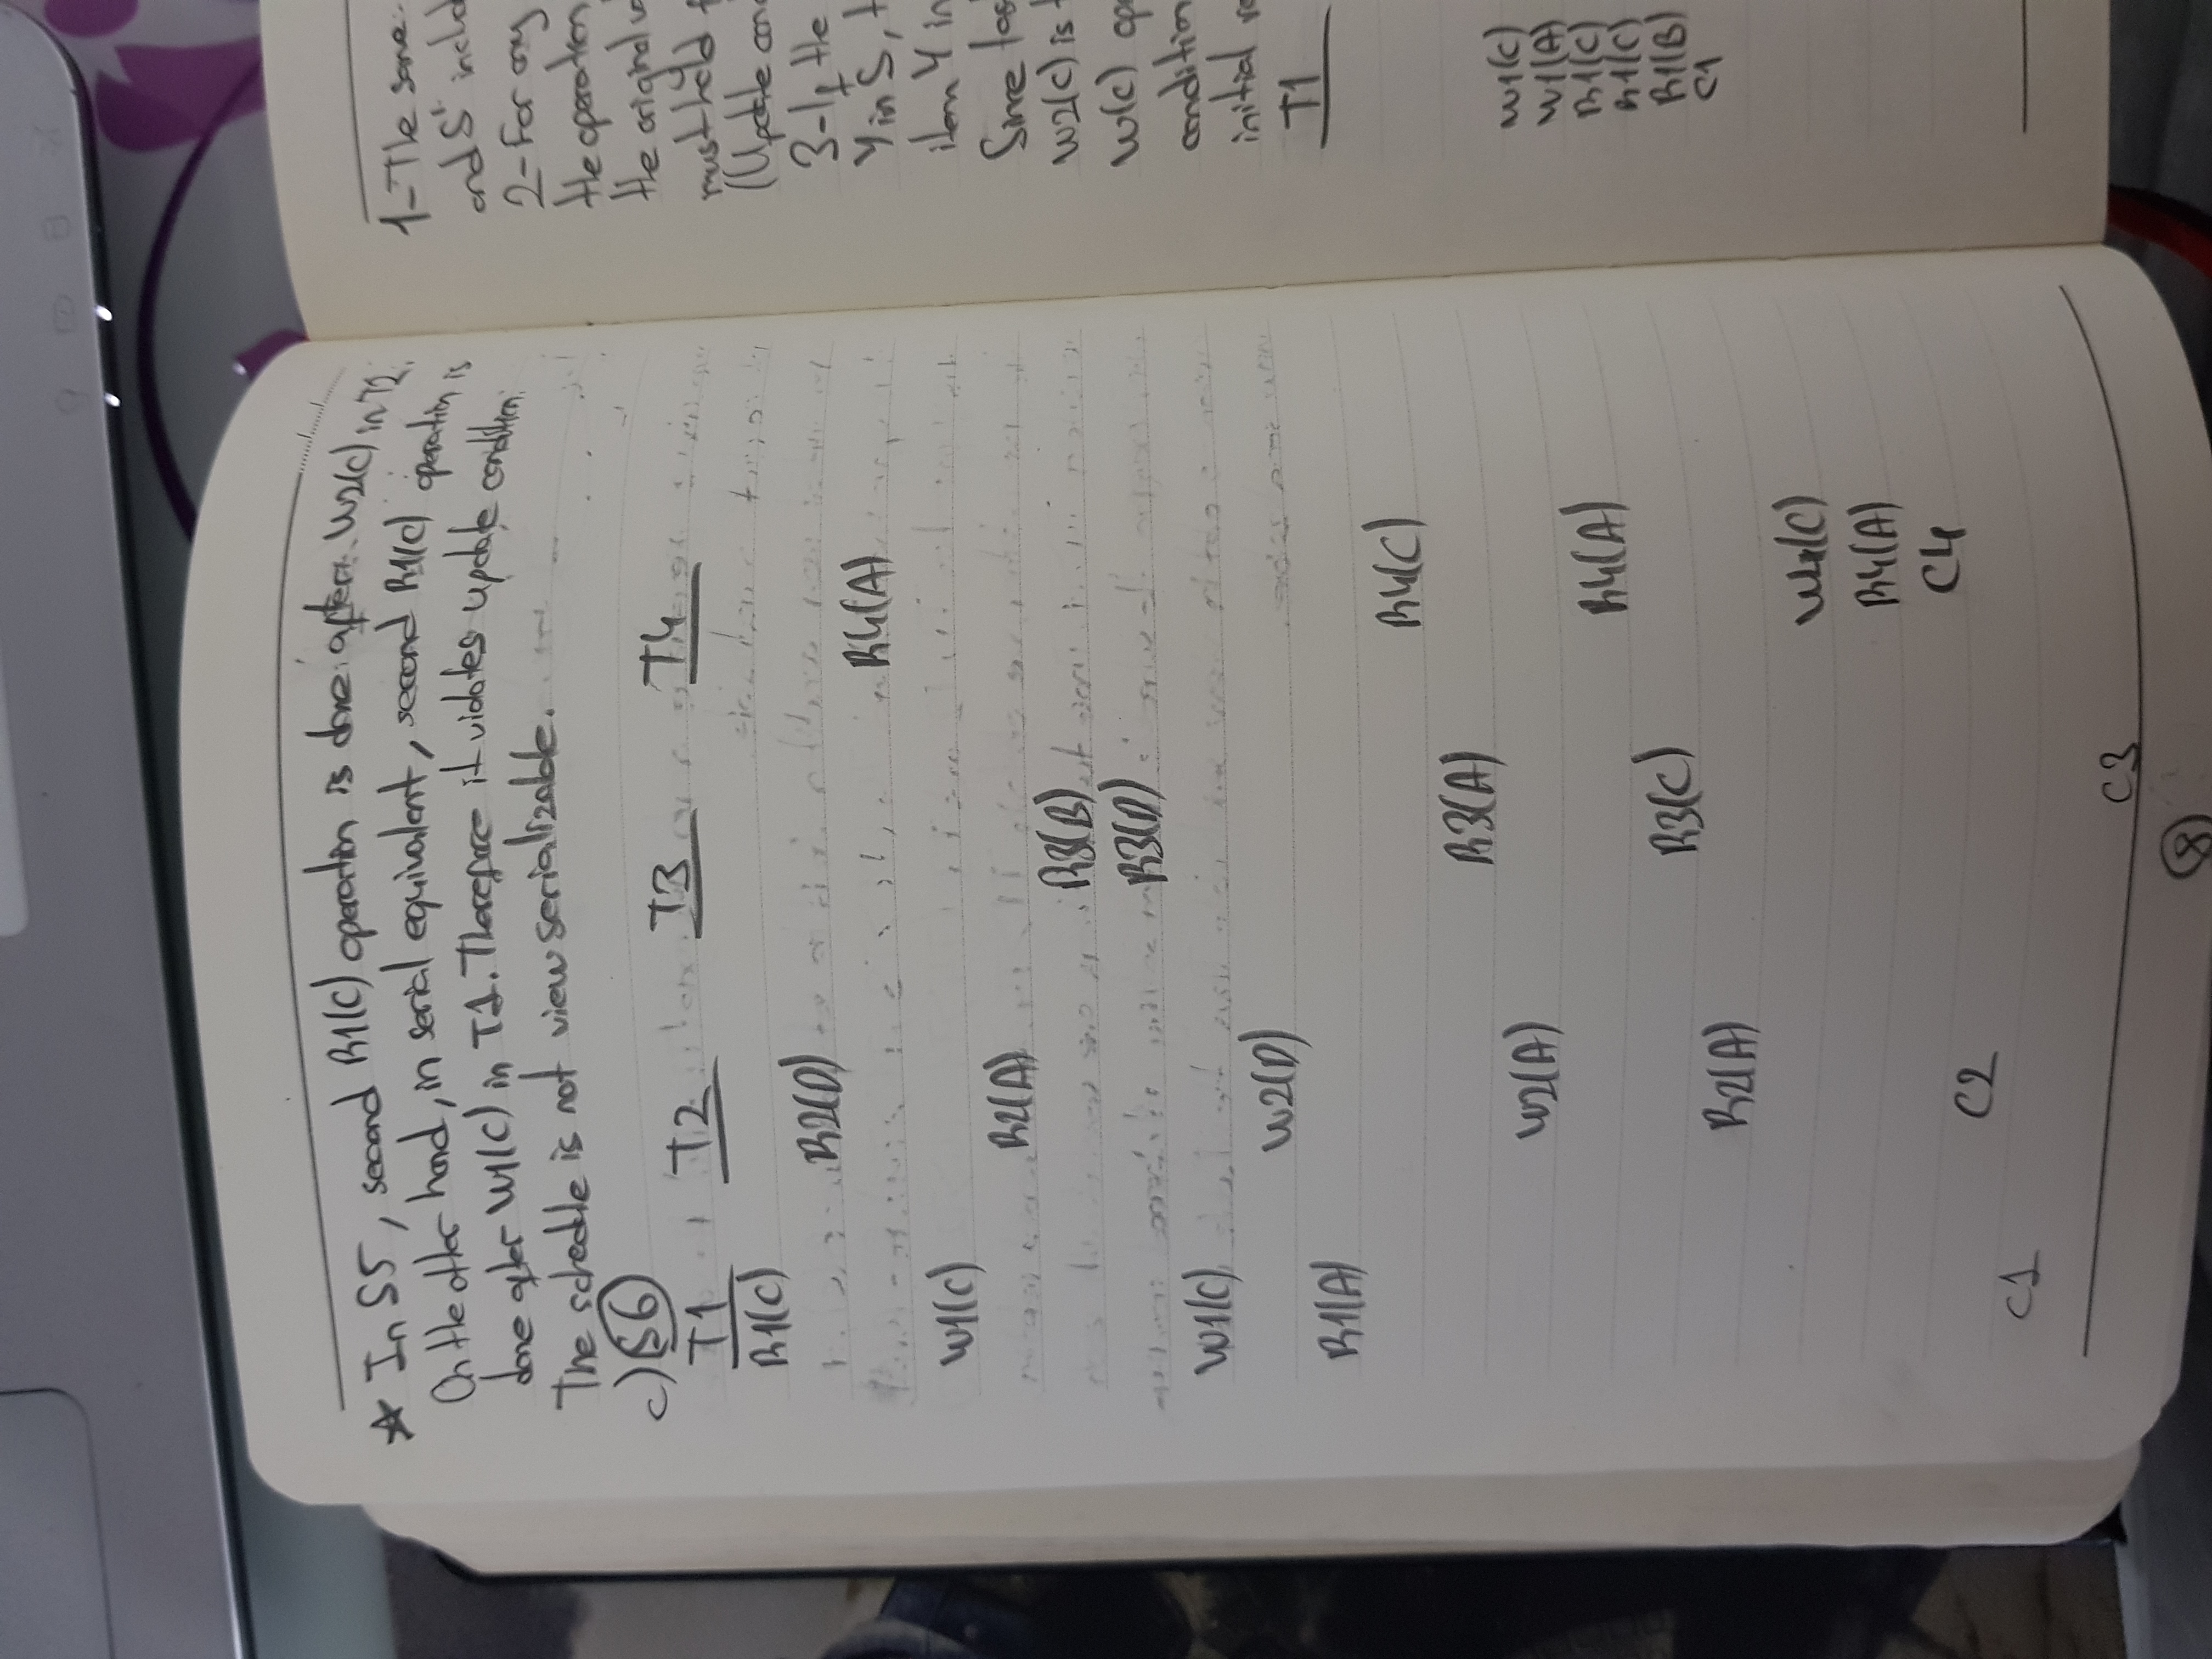 ☆ In S5, second R1(C) operation is done after W2(C) in T2.
On the other hand, in serial equivalent, second R1(C) operation is
done after W1(C) in T1. Therefore it violates update condition.
The schedule is not view serializable.
c) S6
T1 T2 T3 T4
R1(C)
R2(D)
R4(A)
W1(C)
R2(A)
R3(B)
R3(D)
W1(C)
W2(D)
R1(A)
R4(C)
R3(A)
W2(A)
R4(A)
R3(C)
R2(A)
W4(C)
R4(A)
C4
C2
C1
C3
8
1-The same
and S' includ
2-For any
the operation
the original v
must hold f
(Update con
3-If the
Y in S, t
item Y in
Since las
W2(C) is t
W(C) op
condition
initial re
T1
W1(C)
W1(A)
R1(C)
R1(C)
R1(B)
C1